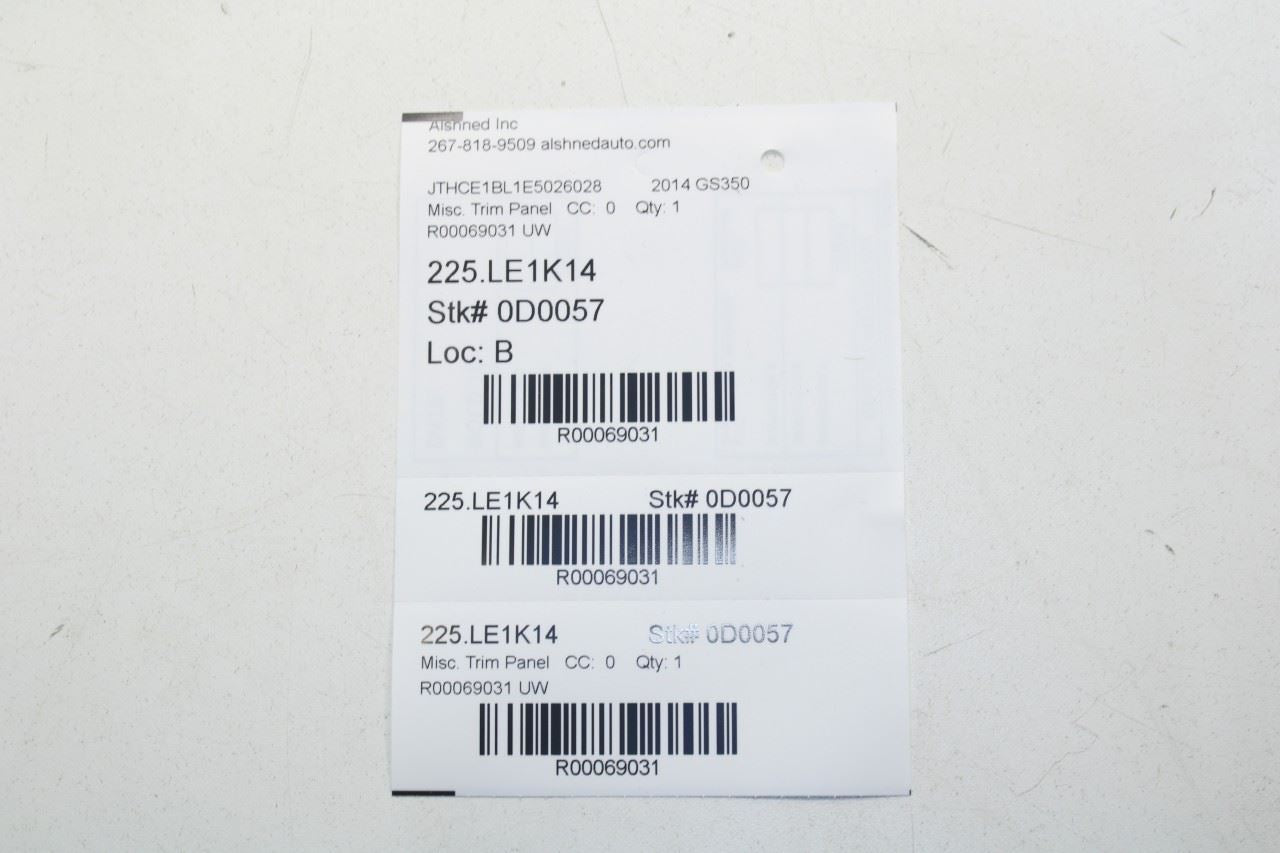 Alshned Inc
267-818-9509 alshnedauto.com
JTHCE1BL1E5026028 2014 GS350
Misc. Trim Panel CC: 0 Qty: 1
R00069031 UW
225.LE1K14
Stk# 0D0057
Loc: B
R00069031
225.LE1K14 Stk# 0D0057
R00069031
225.LE1K14 Stk# 0D0057
Misc. Trim Panel CC: 0 Qty: 1
R00069031 UW
R00069031